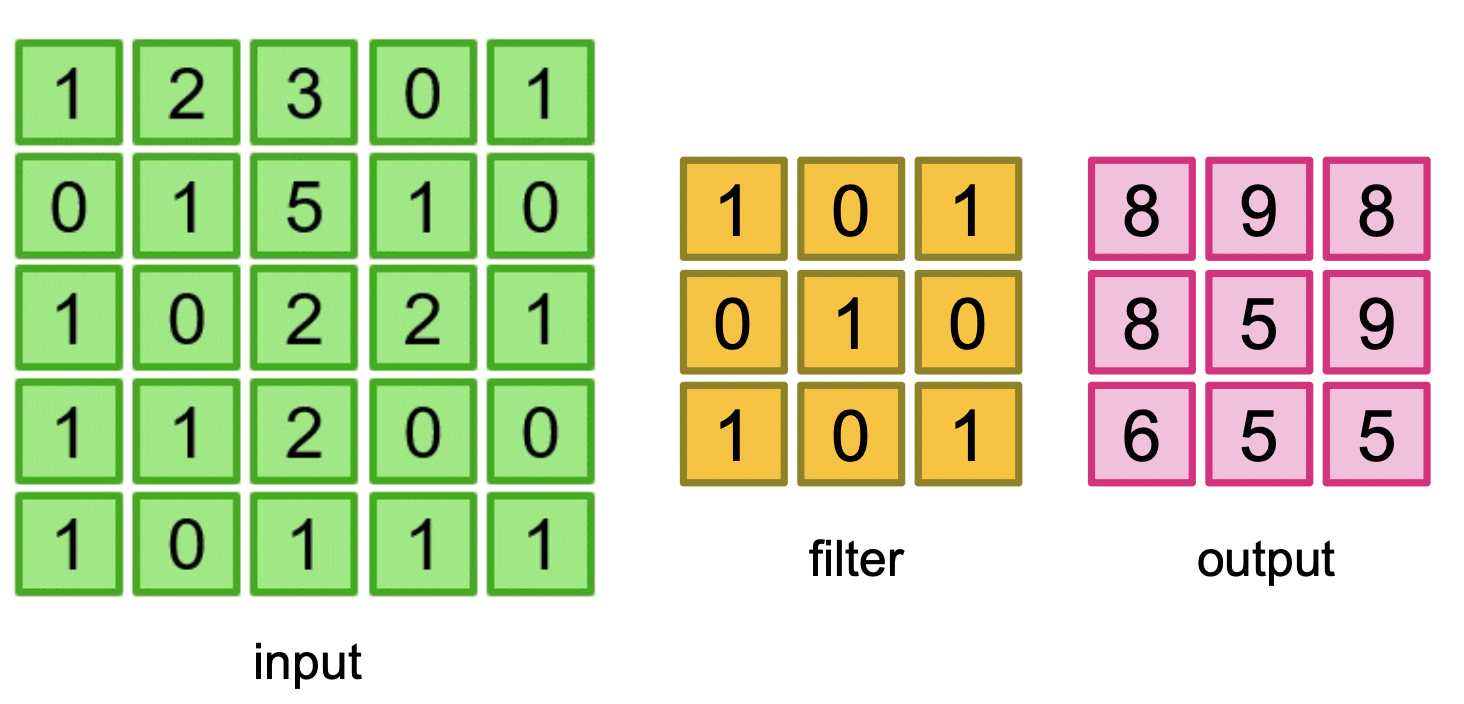 1 2 3 0 1
0 1 5 1 0
1 0 2 2 1
1 1 2 0 0
1 0 1 1 1
input
1 0 1
0 1 0
1 0 1
filter
8 9 8
8 5 9
6 5 5
output